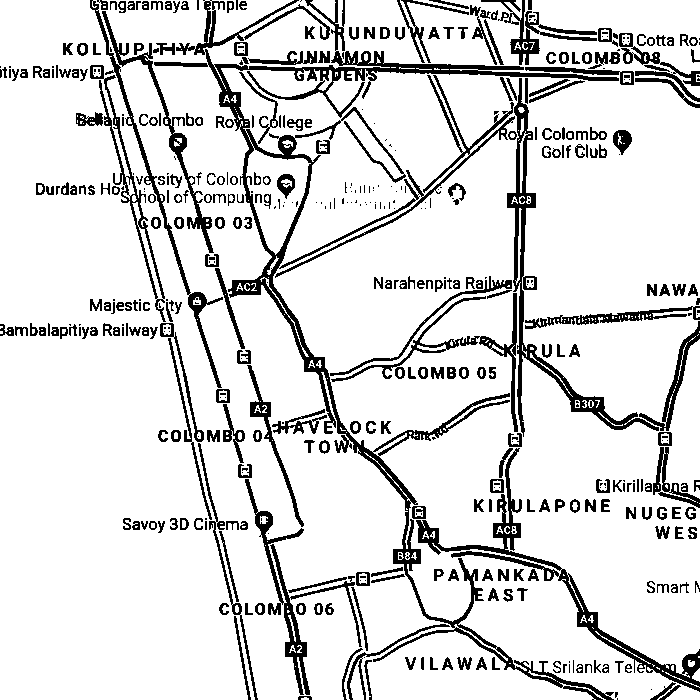 Gangaramaya Temple
Ward Pl
KURUNDUWATTA
KOLLUPITIYA
AC7
Cotta Ro
CINNAMON
GARDENS
COLOMBO 08
itiya Railway
A4
Colombo
Royal College
Royal Colombo
Golf Club
University of Colombo
School of Computing
Durdans Ho
AC8
COLOMBO 03
Narahenpita Railway
AC2
NAWA
Majestic City
Kirimandala Mawatha
Bambalapitiya Railway
Kirula Rd
KIRULA
A4
COLOMBO 05
B307
A2
HAVELOCK
TOWN
COLOMBO 04
Park Rd
Kirillapona R
KIRULAPONE
NUGEG
WES
Savoy 3D Cinema
A4
AC8
B84
PAMANKADA
EAST
Smart M
COLOMBO 06
A4
A2
VILAWALA
SLT Srilanka Telecom